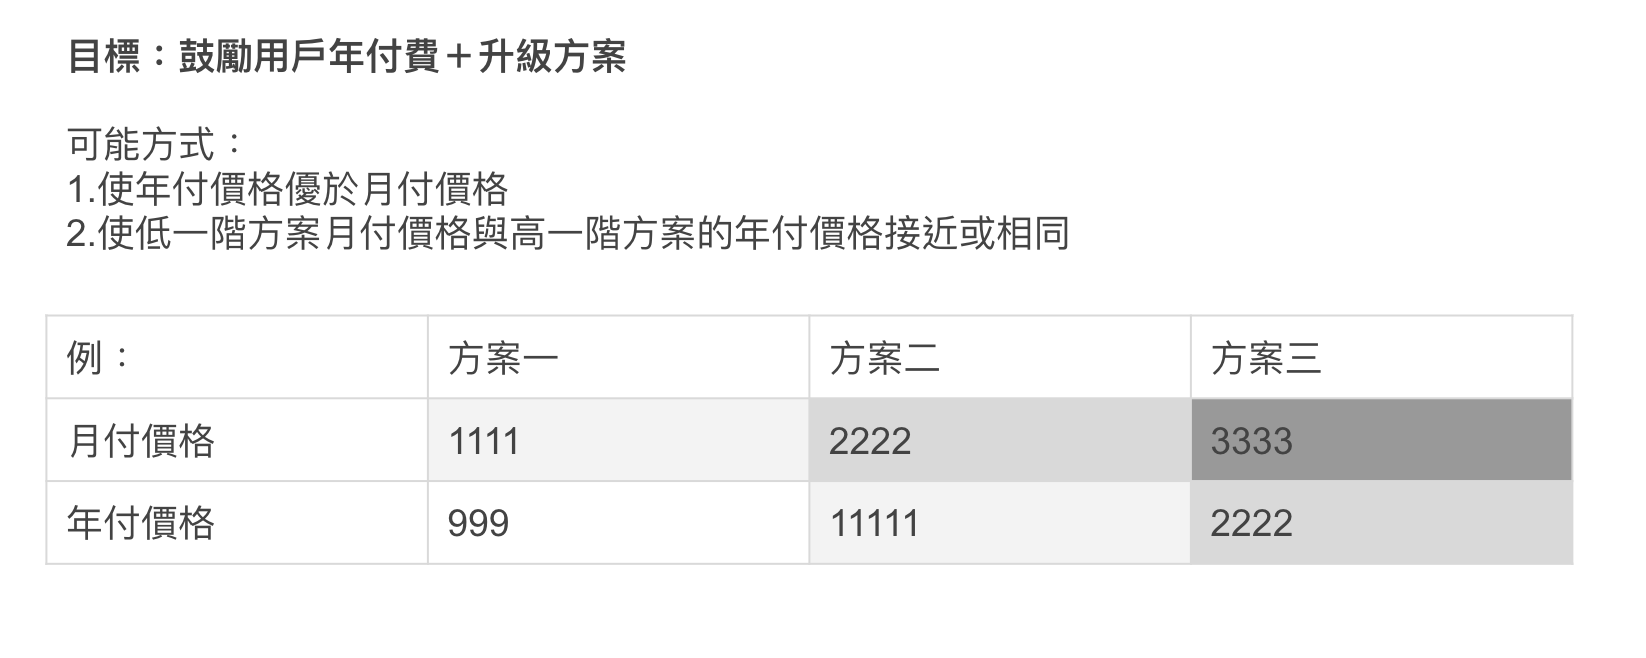 目標：鼓勵用戶年付費＋升級方案
可能方式：
1.使年付價格優於月付價格
2.使低一階方案月付價格與高一階方案的年付價格接近或相同
例： 方案一 方案二 方案三
月付價格 1111 2222 3333
年付價格 999 11111 2222